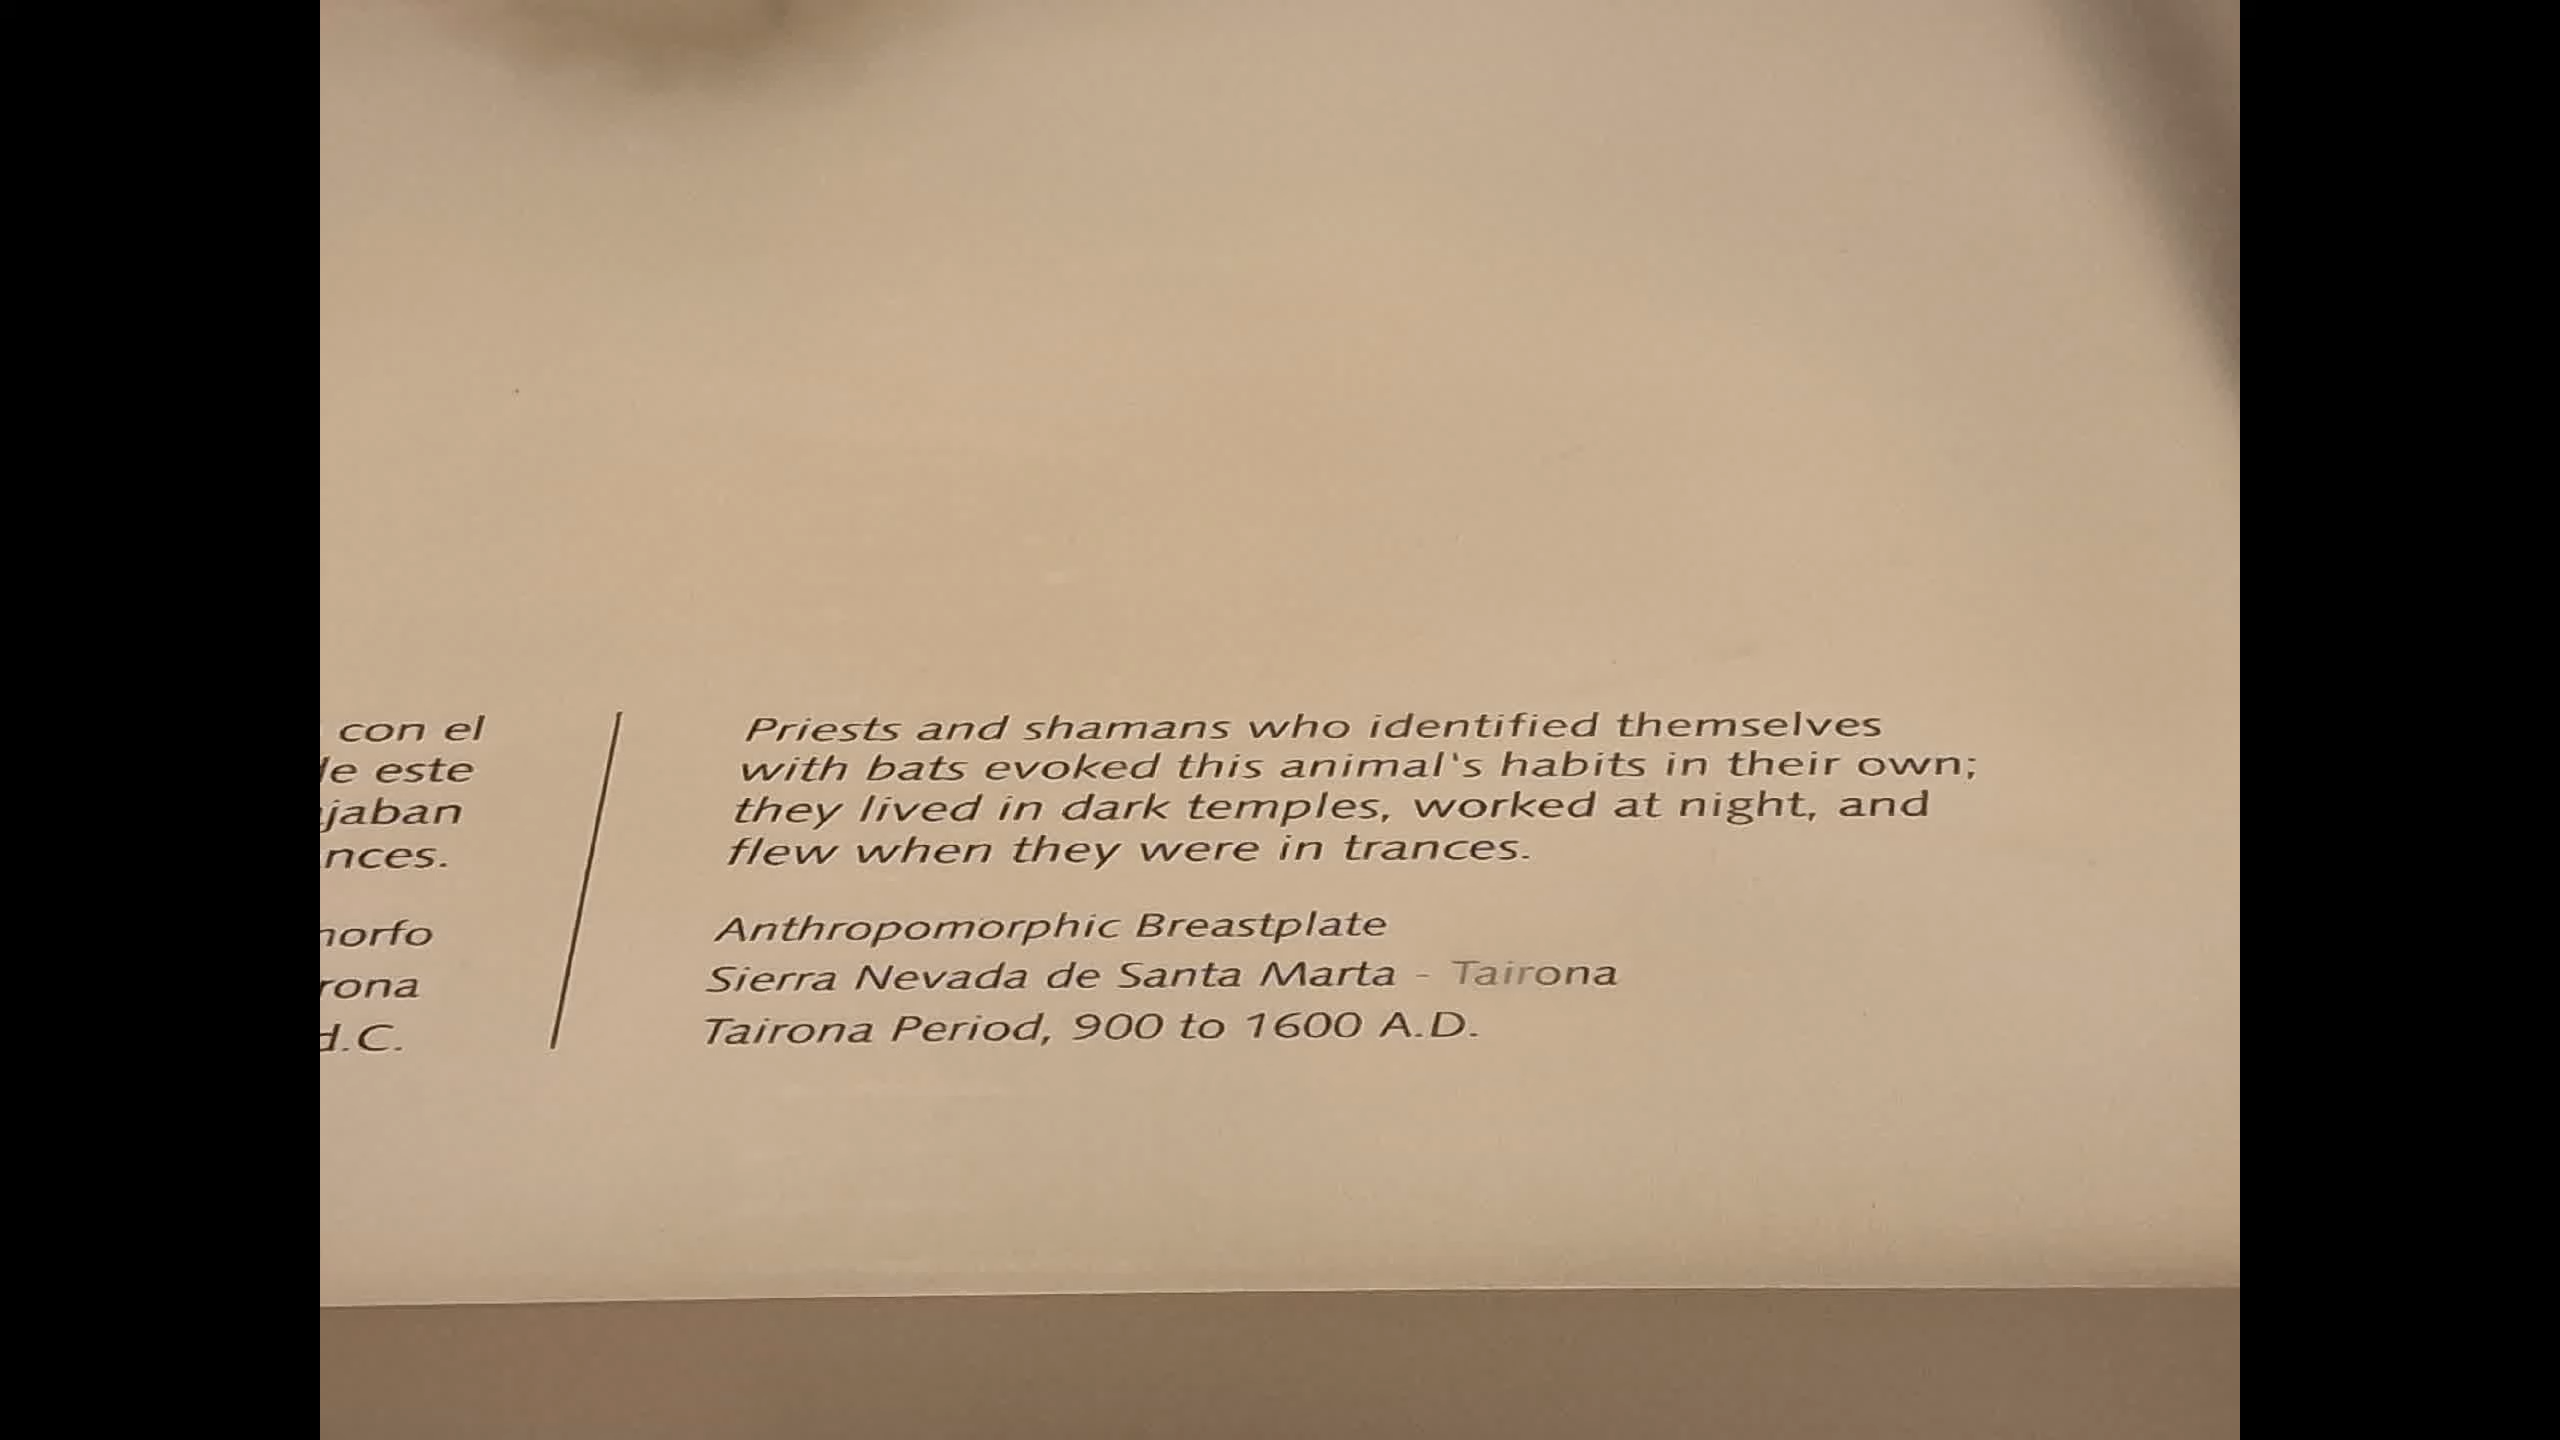 con el
de este
jaban
nces.
morfo
rona
d.C.
Priests and shamans who identified themselves
with bats evoked this animal's habits in their own;
they lived in dark temples, worked at night, and
flew when they were in trances.
Anthropomorphic Breastplate
Sierra Nevada de Santa Marta - Tairona
Tairona Period, 900 to 1600 A.D.